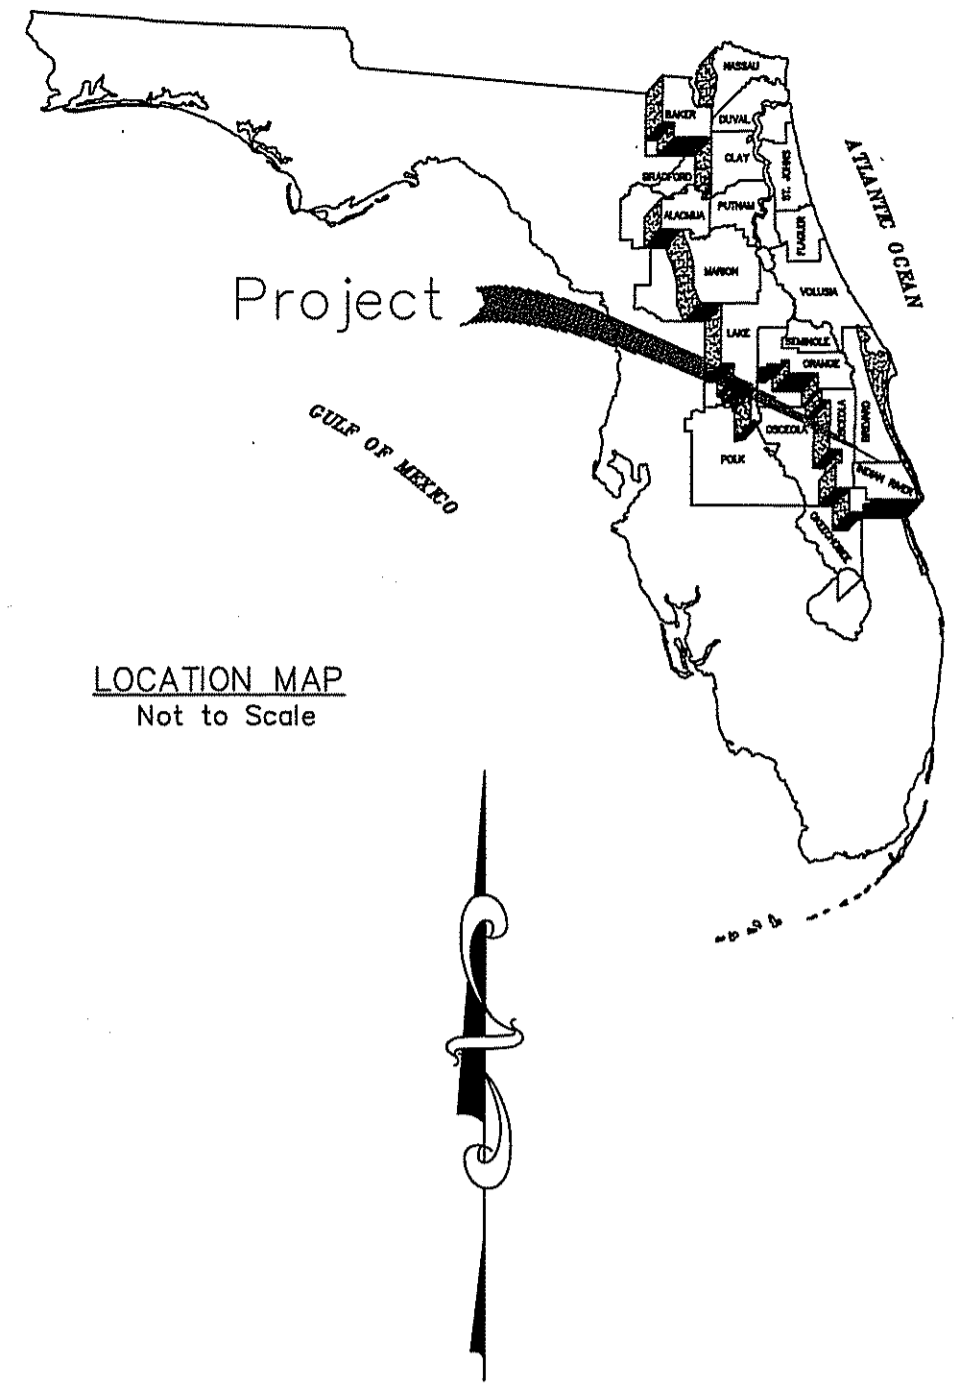 NASSAU
BAKER
DUVAL
CLAY
ST. JOHNS
BRADFORD
ALACHUA
PUTNAM
FLAGLER
MARION
VOLUSIA
ATLANTIC OCEAN
Project
LAKE
SEMINOLE
ORANGE
OSCEOLA
OSCEOLA
BREVARD
POLK
INDIAN RIVER
OKEECHOBEE
GULF OF MEXICO
LOCATION MAP
Not to Scale